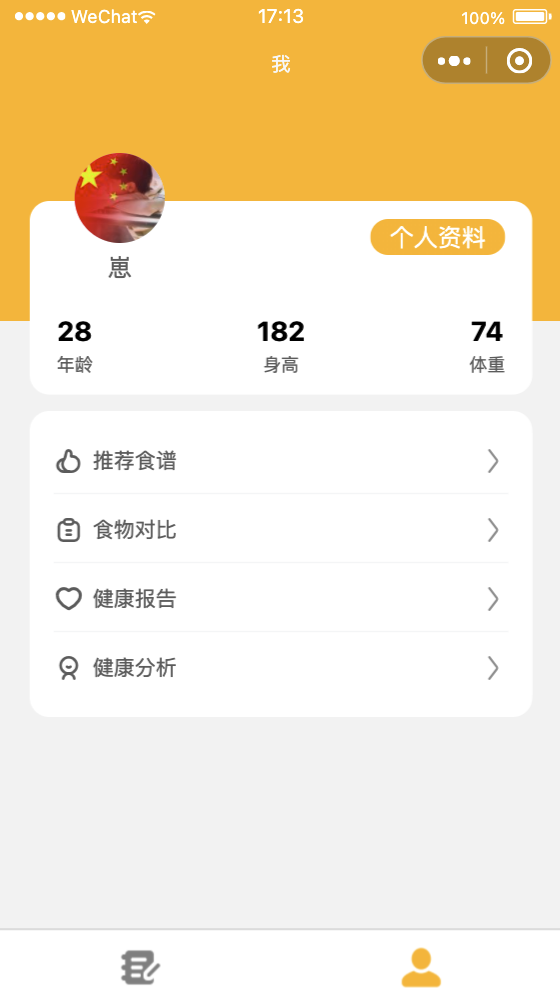 WeChat 17:13 100%
我
个人资料
崽
28 182 74
年龄 身高 体重
推荐食谱
食物对比
健康报告
健康分析